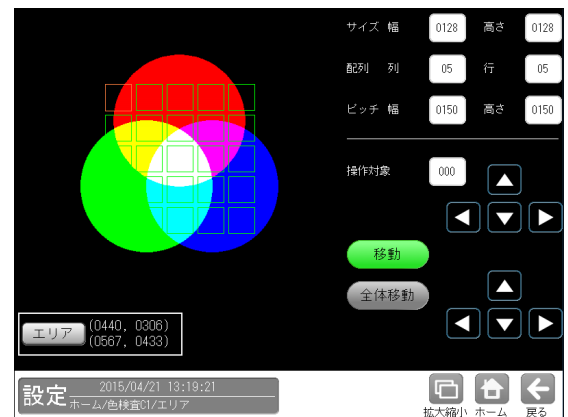 サイズ 幅 0128 高さ 0128
配列 列 05 行 05
ピッチ 幅 0150 高さ 0150
操作対象 000
移動
全体移動
エリア (0440, 0306)
(0567, 0433)
設定 2015/04/21 13:19:21
ホーム/色検査C1/エリア
拡大縮小 ホーム 戻る